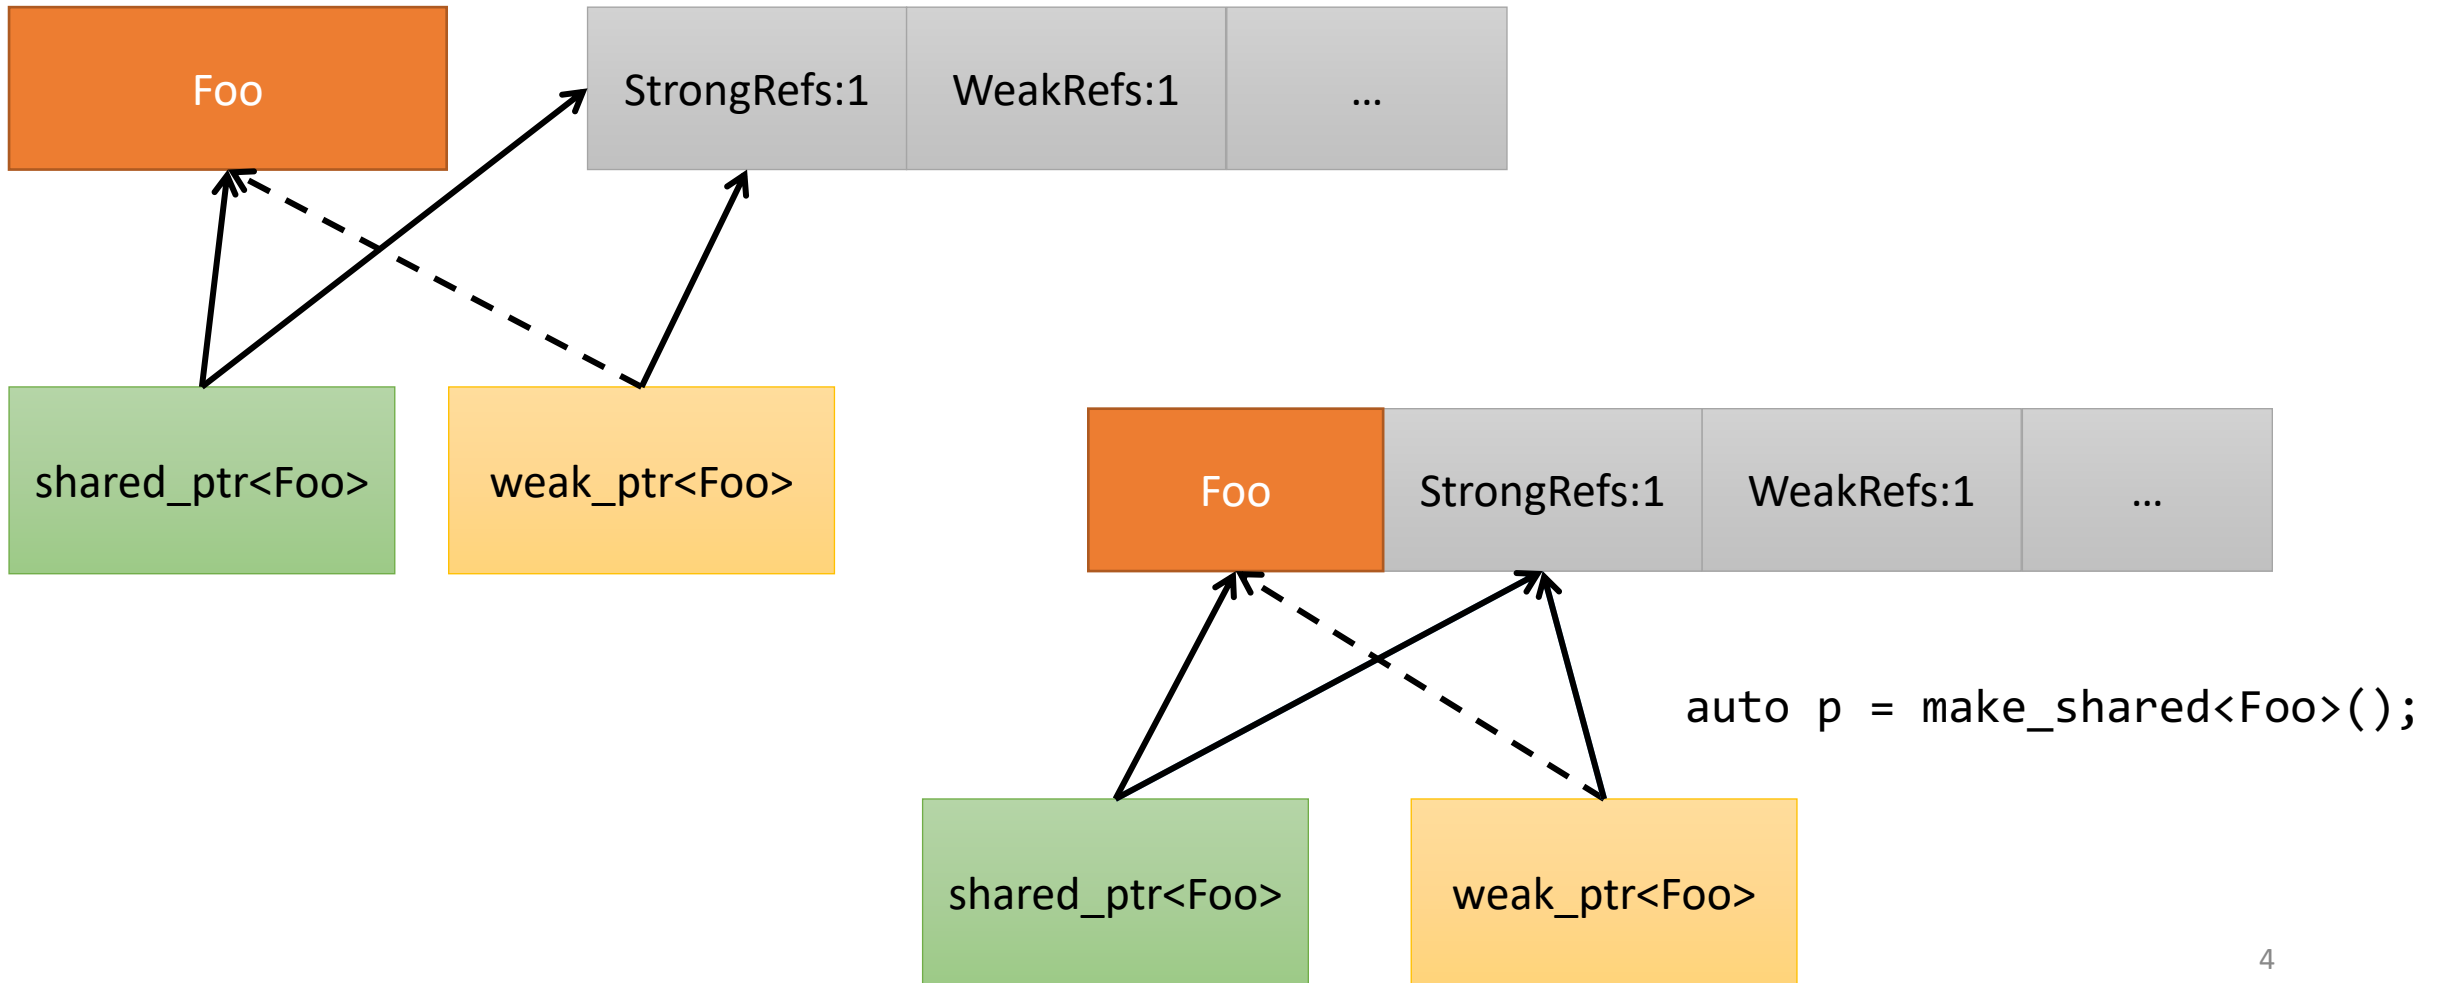 Foo
StrongRefs:1 WeakRefs:1 ...
shared_ptr<Foo> weak_ptr<Foo>
Foo StrongRefs:1 WeakRefs:1 ...
auto p = make_shared<Foo>();
shared_ptr<Foo> weak_ptr<Foo>
4